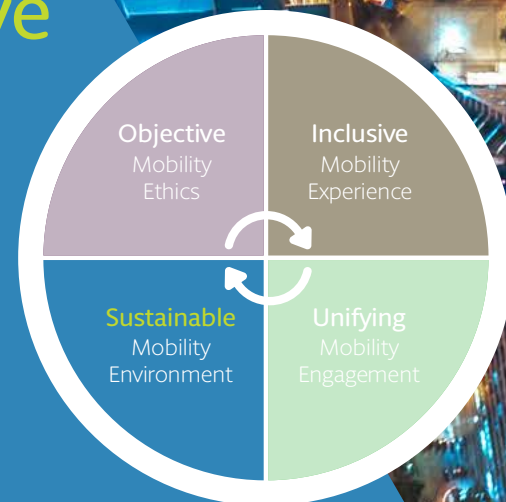 ve
Objective
Mobility
Ethics
Inclusive
Mobility
Experience
Sustainable
Mobility
Environment
Unifying
Mobility
Engagement